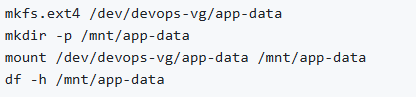 mkfs.ext4 /dev/devops-vg/app-data
mkdir -p /mnt/app-data
mount /dev/devops-vg/app-data /mnt/app-data
df -h /mnt/app-data